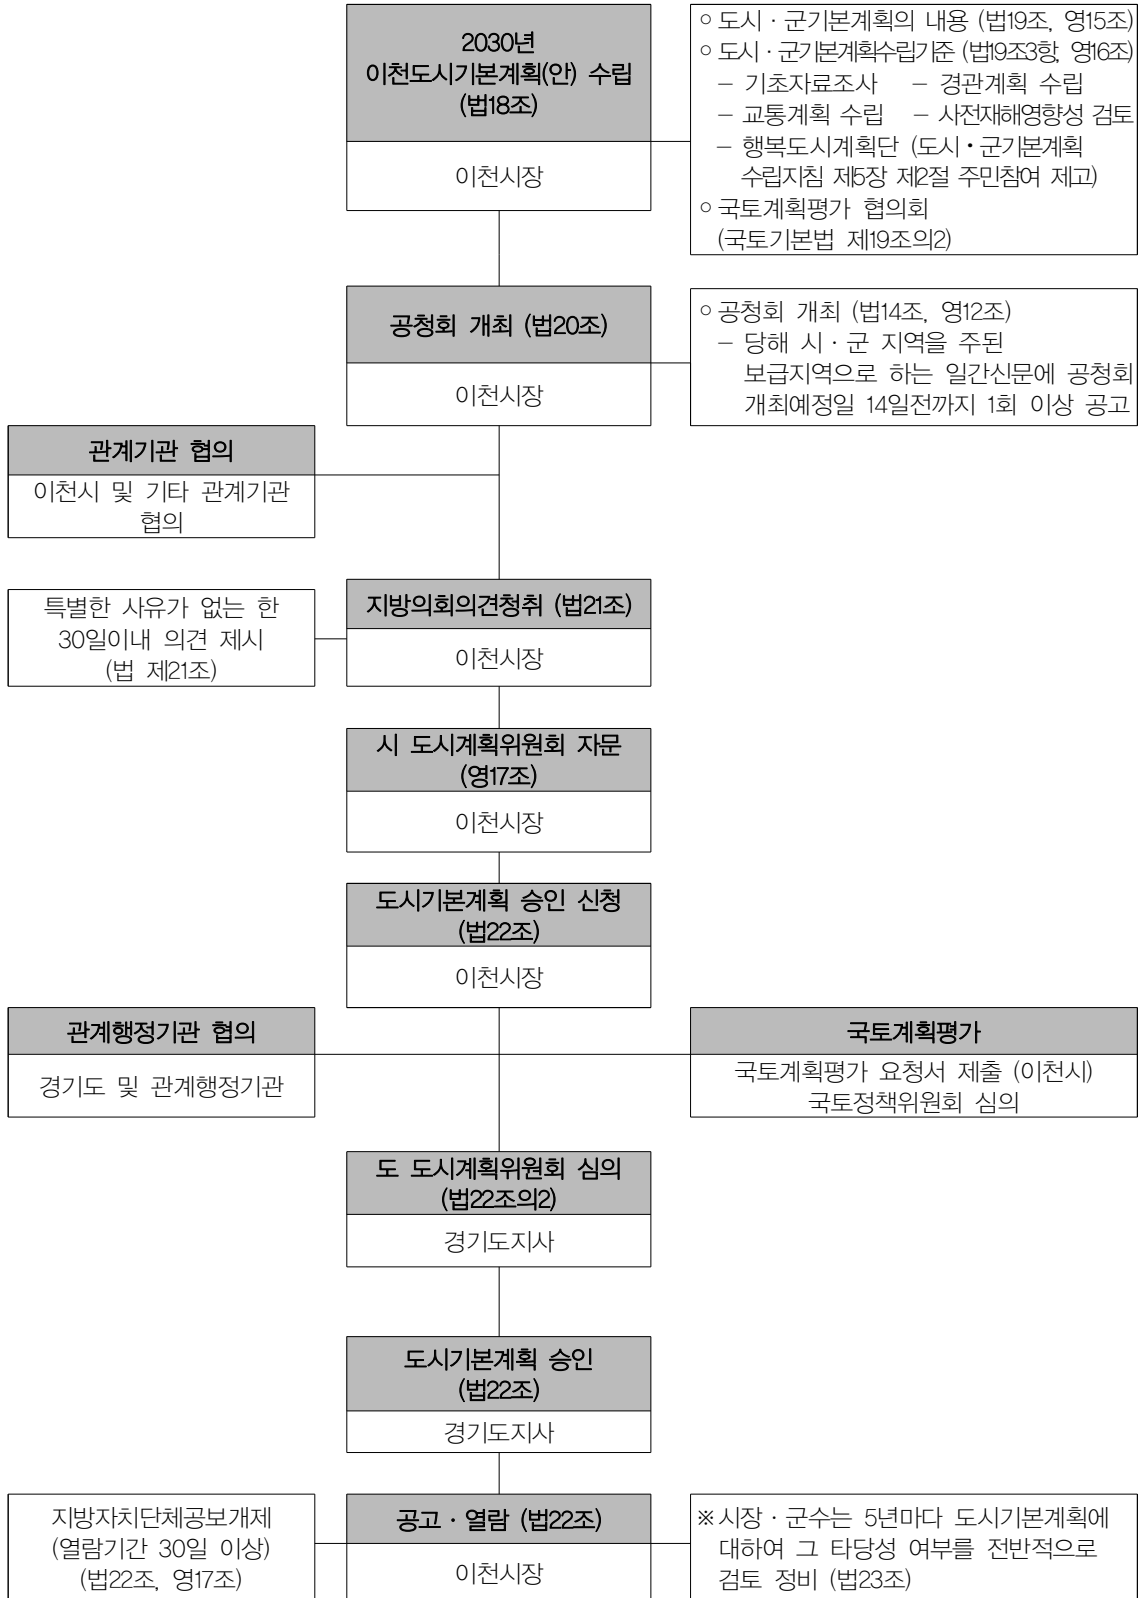 2030년
이천도시기본계획(안) 수립
(법18조)
이천시장
○ 도시·군기본계획의 내용 (법19조, 영15조)
○ 도시·군기본계획수립기준 (법19조3항, 영16조)
- 기초자료조사 - 경관계획 수립
- 교통계획 수립 - 사전재해영향성 검토
- 행복도시계획단 (도시·군기본계획
수립지침 제5장 제2절 주민참여 제고)
○ 국토계획평가 협의회
(국토기본법 제19조의2)
공청회 개최 (법20조)
이천시장
○ 공청회 개최 (법14조, 영12조)
- 당해 시·군 지역을 주된
보급지역으로 하는 일간신문에 공청회
개최예정일 14일전까지 1회 이상 공고
관계기관 협의
이천시 및 기타 관계기관
협의
지방의회의견청취 (법21조)
이천시장
특별한 사유가 없는 한
30일이내 의견 제시
(법 제21조)
시 도시계획위원회 자문
(영17조)
이천시장
도시기본계획 승인 신청
(법22조)
이천시장
관계행정기관 협의
경기도 및 관계행정기관
국토계획평가
국토계획평가 요청서 제출 (이천시)
국토정책위원회 심의
도 도시계획위원회 심의
(법22조의2)
경기도지사
도시기본계획 승인
(법22조)
경기도지사
지방자치단체공보개제
(열람기간 30일 이상)
(법22조, 영17조)
공고·열람 (법22조)
이천시장
※ 시장·군수는 5년마다 도시기본계획에
대하여 그 타당성 여부를 전반적으로
검토 정비 (법23조)